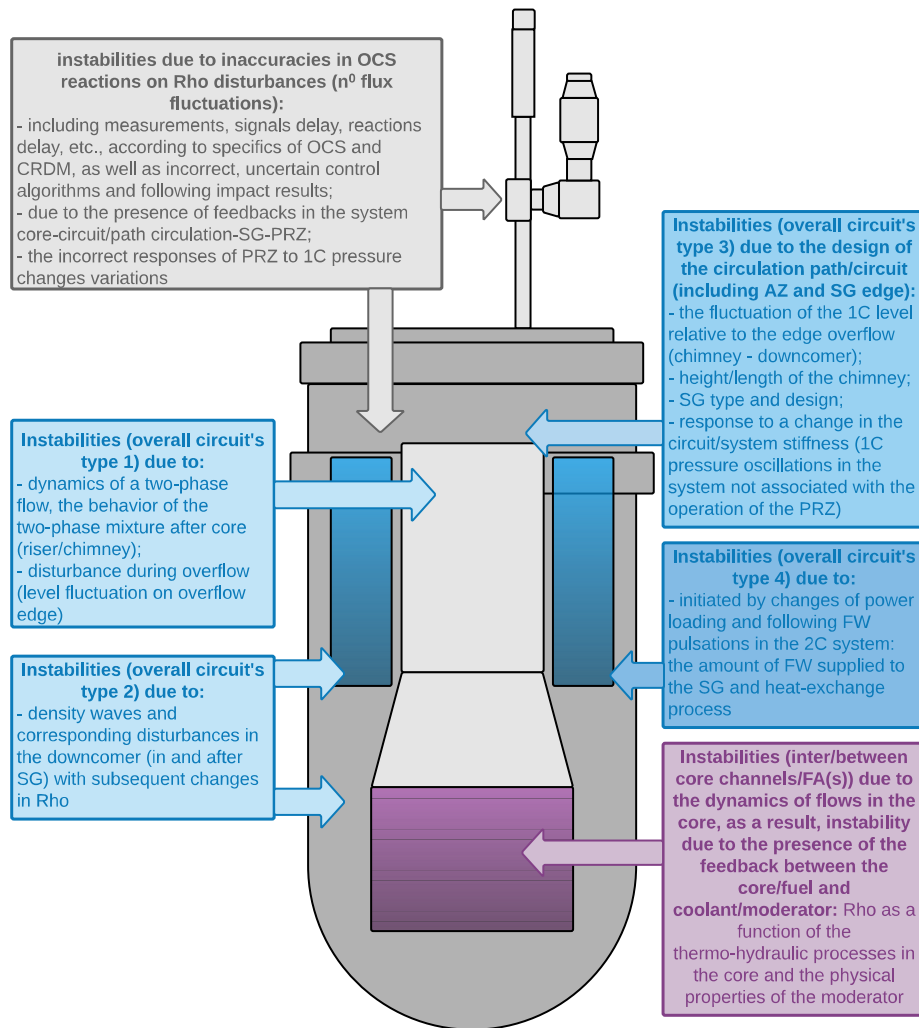 instabilities due to inaccuracies in OCS
reactions on Rho disturbances (n⁰ flux
fluctuations):
- including measurements, signals delay, reactions
delay, etc., according to specifics of OCS and
CRDM, as well as incorrect, uncertain control
algorithms and following impact results;
- due to the presence of feedbacks in the system
core-circuit/path circulation-SG-PRZ;
- the incorrect responses of PRZ to 1C pressure
changes variations
Instabilities (overall circuit's
type 1) due to:
- dynamics of a two-phase
flow, the behavior of the
two-phase mixture after core
(riser/chimney);
- disturbance during overflow
(level fluctuation on overflow
edge)
Instabilities (overall circuit's
type 2) due to:
- density waves and
corresponding disturbances in
the downcomer (in and after
SG) with subsequent changes
in Rho
Instabilities (overall circuit's
type 3) due to the design of
the circulation path/circuit
(including AZ and SG edge):
- the fluctuation of the 1C level
relative to the edge overflow
(chimney - downcomer);
- height/length of the chimney;
- SG type and design;
- response to a change in the
circuit/system stiffness (1C
pressure oscillations in the
system not associated with the
operation of the PRZ)
Instabilities (overall circuit's
type 4) due to:
- initiated by changes of power
loading and following FW
pulsations in the 2C system:
the amount of FW supplied to
the SG and heat-exchange
process
Instabilities (inter/between
core channels/FA(s)) due to
the dynamics of flows in the
core, as a result, instability
due to the presence of the
feedback between the
core/fuel and
coolant/moderator: Rho as a
function of the
thermo-hydraulic processes in
the core and the physical
properties of the moderator